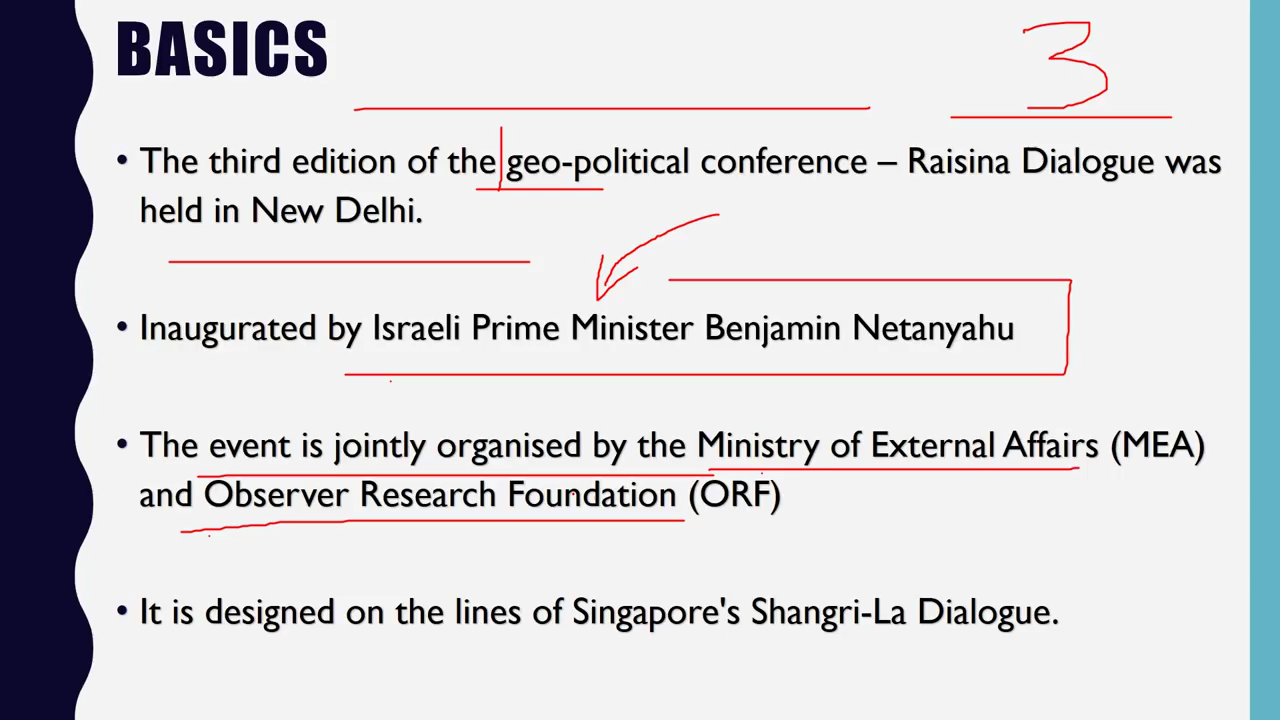 BASICS
3
• The third edition of the geo-political conference – Raisina Dialogue was
held in New Delhi.
• Inaugurated by Israeli Prime Minister Benjamin Netanyahu
• The event is jointly organised by the Ministry of External Affairs (MEA)
and Observer Research Foundation (ORF)
• It is designed on the lines of Singapore's Shangri-La Dialogue.